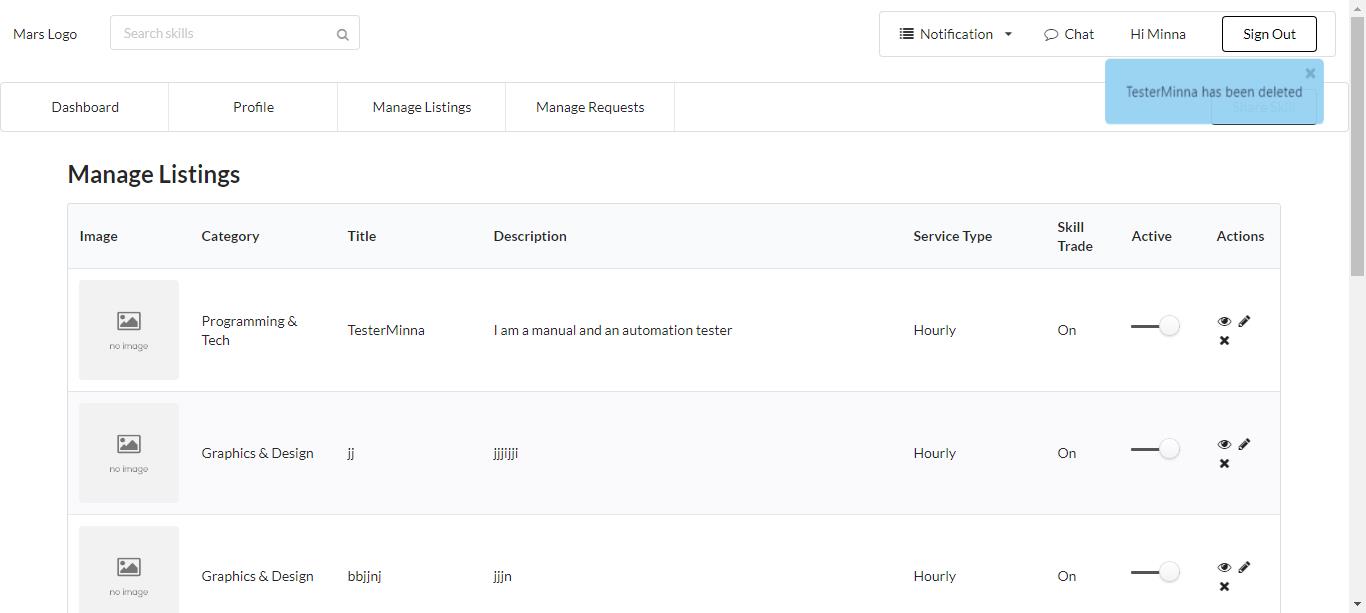 Mars Logo
Search skills
Notification
Chat
Hi Minna
Sign Out
TesterMinna has been deleted
Dashboard
Profile
Manage Listings
Manage Requests
Share Skill
Manage Listings
Image
Category
Title
Description
Service Type
Skill
Trade
Active
Actions
no image
Programming &
Tech
TesterMinna
I am a manual and an automation tester
Hourly
On
no image
Graphics & Design
jj
jjjijji
Hourly
On
no image
Graphics & Design
bbjjnj
jjjn
Hourly
On